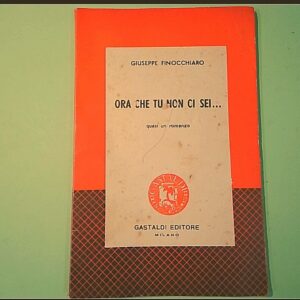 GIUSEPPE FINOCCHIARO
ORA CHE TU NON CI SEI...
quasi un romanzo
GASTALDI EDITORE
MILANO